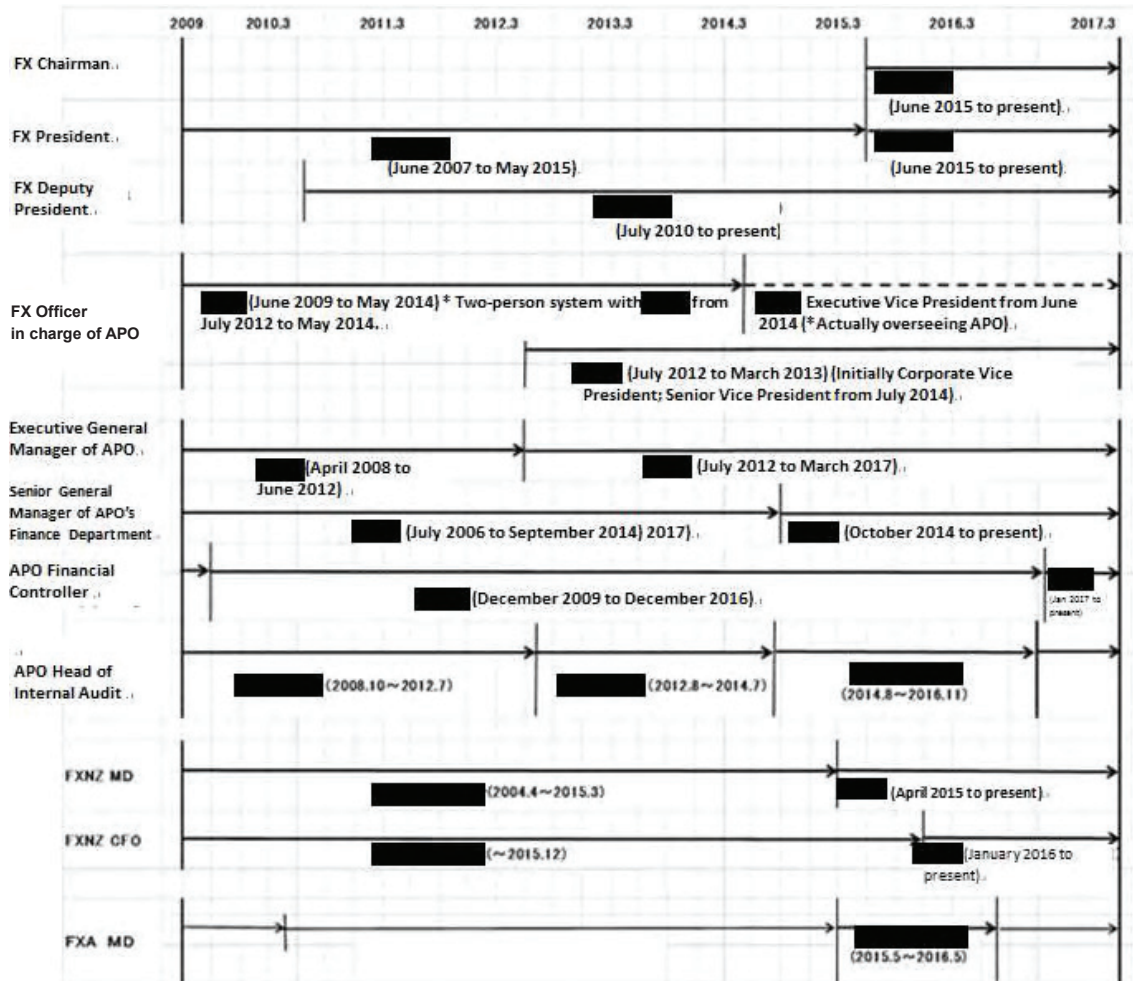 2009 2010.3 2011.3 2012.3 2013.3 2014.3 2015.3 2016.3 2017.3
FX Chairman
(June 2015 to present)
FX President
(June 2007 to May 2015)
(June 2015 to present)
FX Deputy
President
(July 2010 to present)
FX Officer
in charge of APO
(June 2009 to May 2014) * Two-person system with from
July 2012 to May 2014.
Executive Vice President from June
2014 (*Actually overseeing APO)
(July 2012 to March 2013) (Initially Corporate Vice
President; Senior Vice President from July 2014)
Executive General
Manager of APO
(April 2008 to
June 2012)
(July 2012 to March 2017)
Senior General
Manager of APO's
Finance Department
(July 2006 to September 2014) 2017)
(October 2014 to present)
APO Financial
Controller
(December 2009 to December 2016)
(Jan 2017 to
present)
APO Head of
Internal Audit
(2008.10～2012.7)
(2012.8～2014.7)
(2014.8～2016.11)
FXNZ MD
(2004.4～2015.3)
(April 2015 to present)
FXNZ CFO
(～2015.12)
(January 2016 to
present)
FXA MD
(2015.5～2016.5)